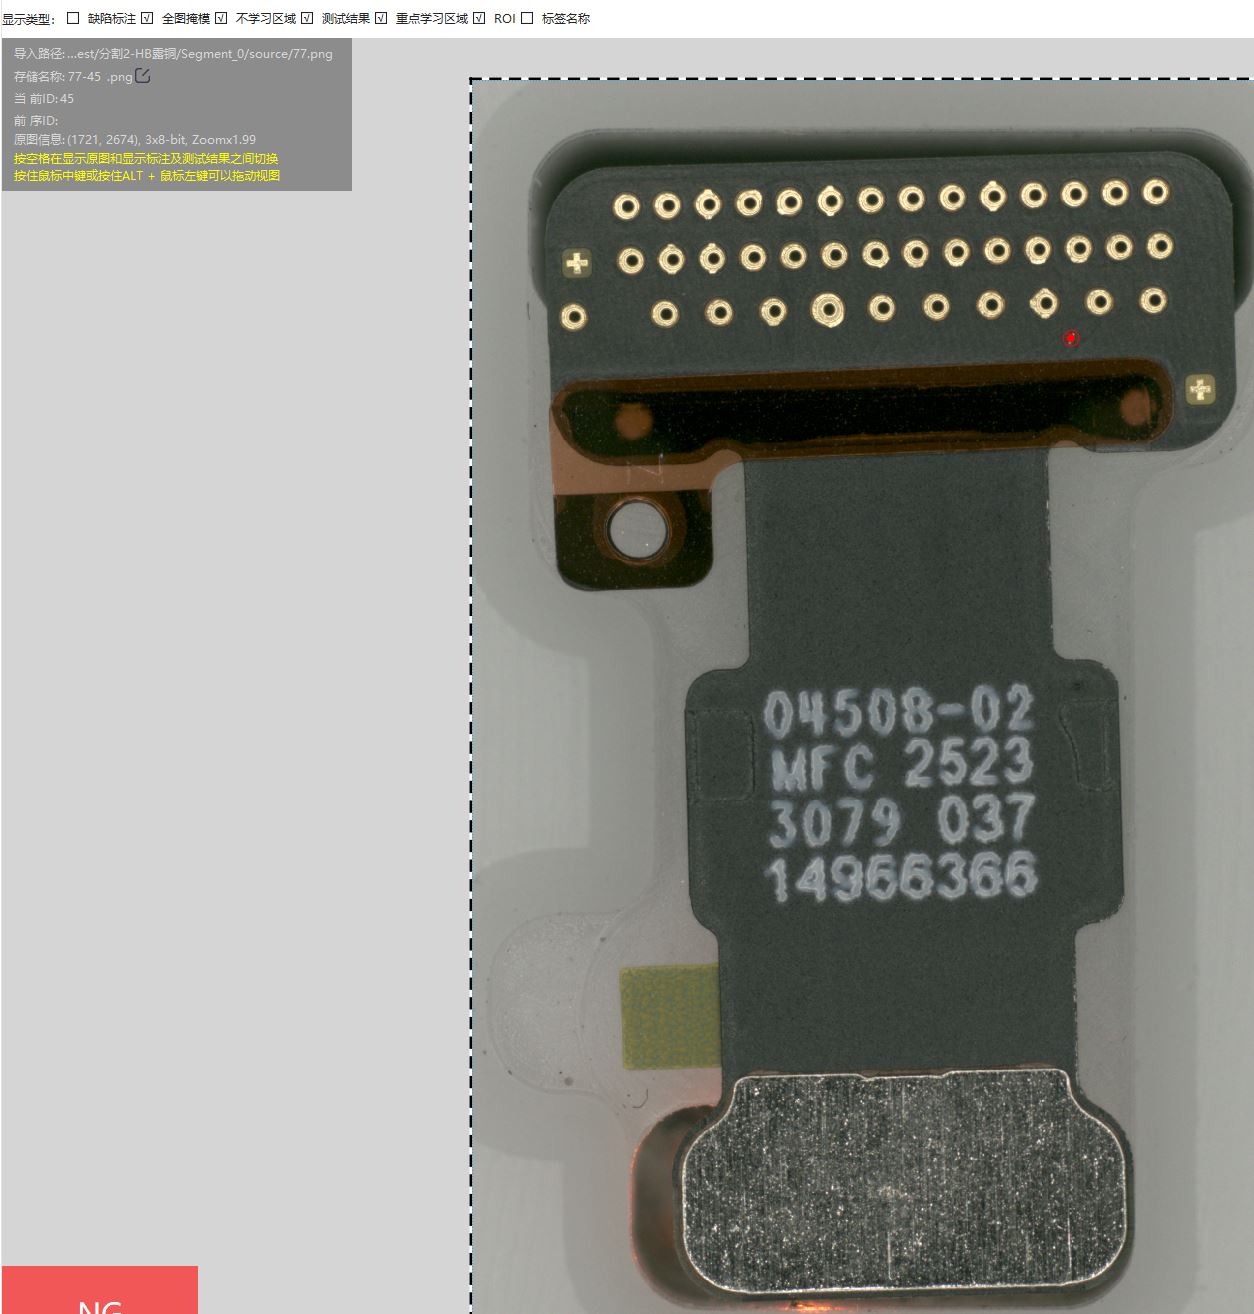 显示类型： 缺陷标注 全图掩模 不学习区域 测试结果 重点学习区域 ROI 标签名称
导入路径: ...est/分割2-HB露铜/Segment_0/source/77.png
存储名称: 77-45 .png
当 前ID: 45
前 序ID:
原图信息: (1721, 2674), 3x8-bit, Zoomx1.99
按空格在显示原图和显示标注及测试结果之间切换
按住鼠标中键或按住ALT + 鼠标左键可以拖动视图
04508-02
MFC 2523
3079 037
14966366
NG